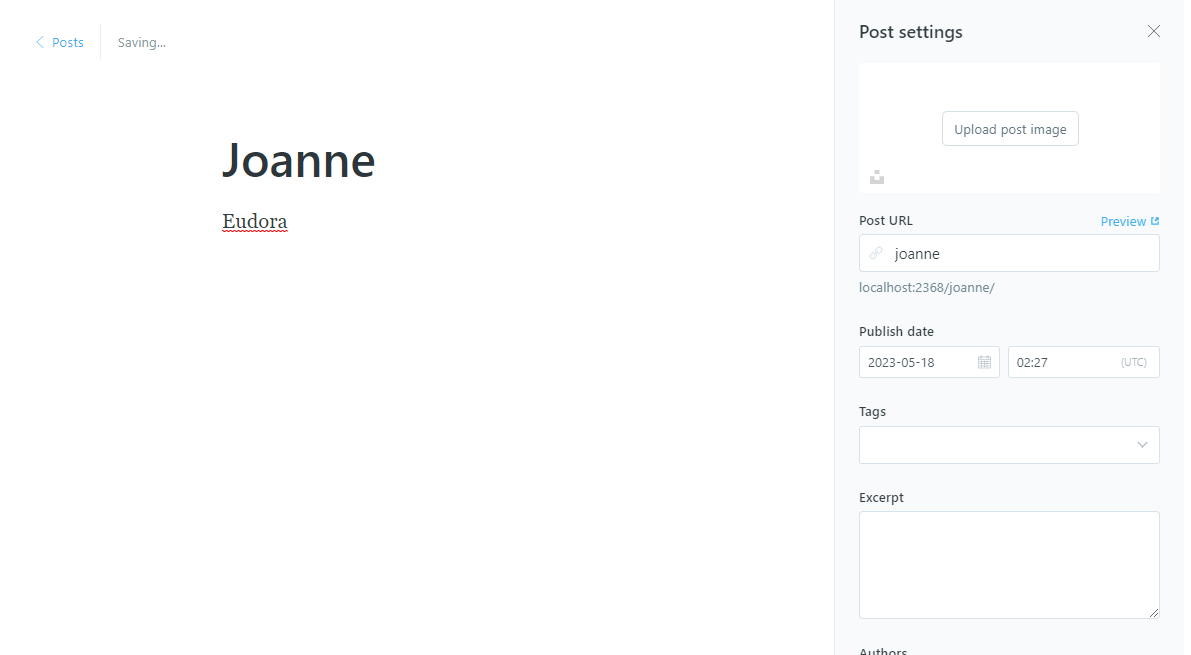 Posts
Saving...
Joanne
Eudora
Post settings
Upload post image
Post URL
Preview
joanne
localhost:2368/joanne/
Publish date
2023-05-18
02:27
(UTC)
Tags
Excerpt
Authors